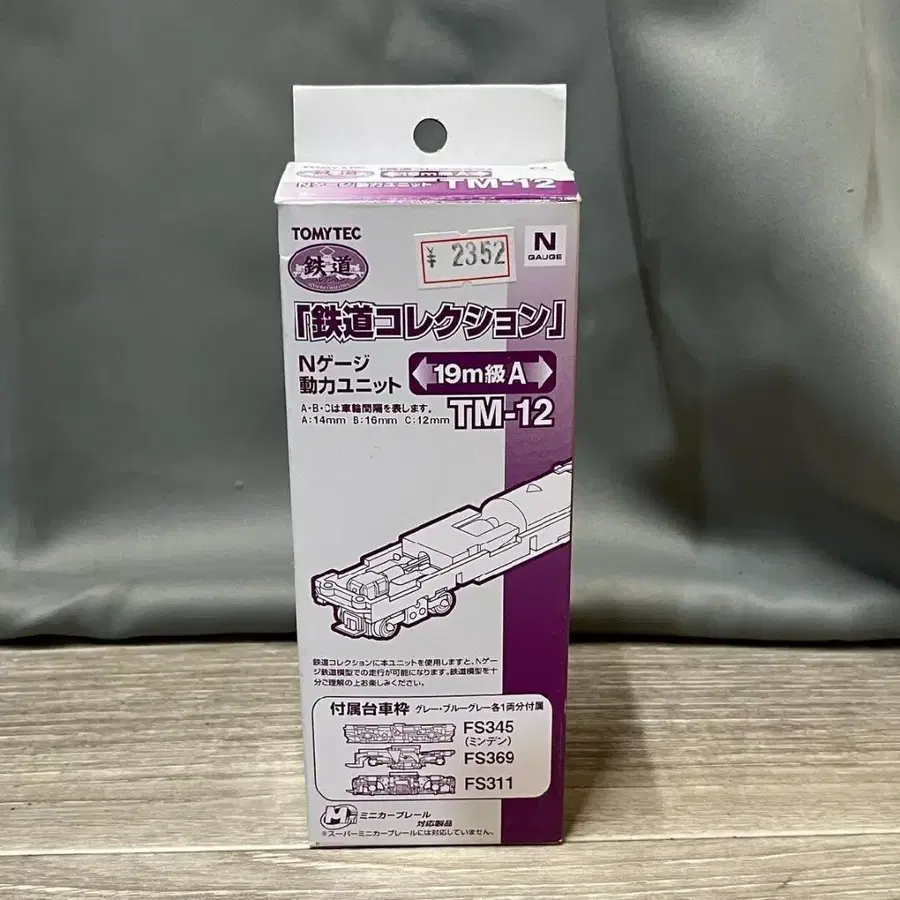 Nゲージ 動力ユニット TM-12
TOMYTEC
¥ 2352
N
GAUGE
鉄道
「鉄道コレクション」
Nゲージ
動力ユニット
19m級A
A・B・Cは車輪間隔を表します。
A:14mm B:16mm C:12mm
TM-12
鉄道コレクションに本ユニットを使用しますと、Nゲー
ジ鉄道模型での走行が可能になります。鉄道模型を十
分ご理解の上お楽しみください。
付属台車枠 グレー・ブルーグレー各1両分付属
FS345
(ミンデン)
FS369
FS311
ミニカーブレール
対応製品
※スーパーミニカーブレールには対応していません。